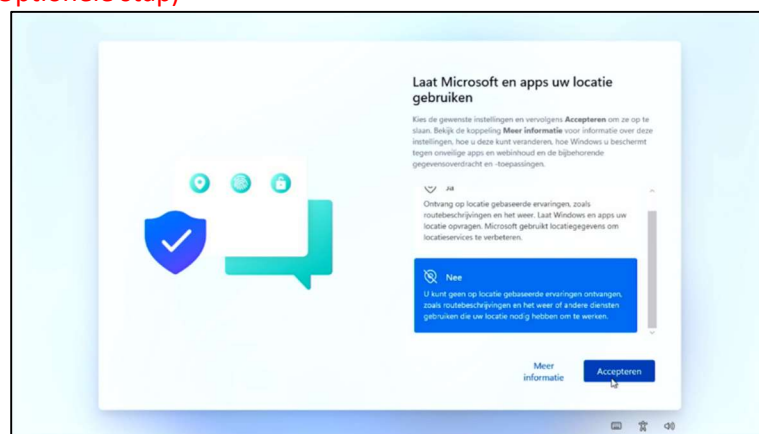 Optionele stap)
Laat Microsoft en apps uw locatie
gebruiken
Kies de gewenste instellingen en vervolgens Accepteren om ze op te
slaan. Bekijk de koppeling Meer informatie voor informatie over deze
instellingen, hoe u deze kunt veranderen, hoe Windows u beschermt
tegen onveilige apps en webinhoud en de bijbehorende
gegevensoverdracht en -toepassingen.
Ja
Ontvang op locatie gebaseerde ervaringen, zoals
routebeschrijvingen en het weer. Laat Windows en apps uw
locatie opvragen. Microsoft gebruikt locatiegegevens om
locatieservices te verbeteren.
Nee
U kunt geen op locatie gebaseerde ervaringen ontvangen,
zoals routebeschrijvingen en het weer of andere diensten
gebruiken die uw locatie nodig hebben om te werken.
Meer
informatie
Accepteren